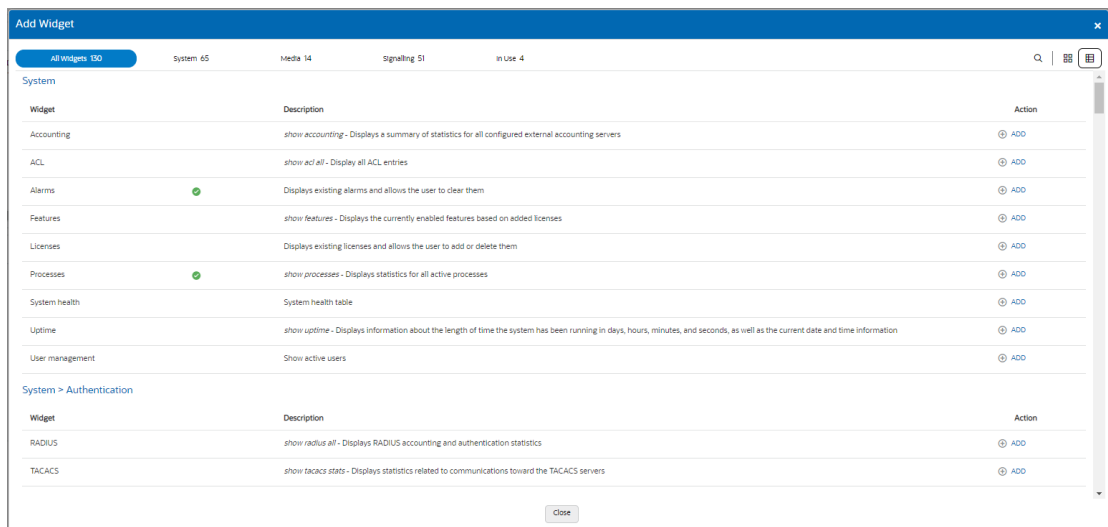 Add Widget
×
All Widgets 130 System 65 Media 14 Signalling 51 In Use 4
System
Widget Description Action
Accounting show accounting - Displays a summary of statistics for all configured external accounting servers ADD
ACL show acl all - Display all ACL entries ADD
Alarms Displays existing alarms and allows the user to clear them ADD
Features show features - Displays the currently enabled features based on added licenses ADD
Licenses Displays existing licenses and allows the user to add or delete them ADD
Processes show processes - Displays statistics for all active processes ADD
System health System health table ADD
Uptime show uptime - Displays information about the length of time the system has been running in days, hours, minutes, and seconds, as well as the current date and time information ADD
User management Show active users ADD
System > Authentication
Widget Description Action
RADIUS show radius all - Displays RADIUS accounting and authentication statistics ADD
TACACS show tacacs stats - Displays statistics related to communications toward the TACACS servers ADD
Close